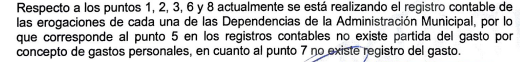 Respecto a los puntos 1, 2, 3, 6 y 8 actualmente se está realizando el registro contable de
las erogaciones de cada una de las Dependencias de la Administración Municipal, por lo
que corresponde al punto 5 en los registros contables no existe partida del gasto por
concepto de gastos personales, en cuanto al punto 7 no existe registro del gasto.